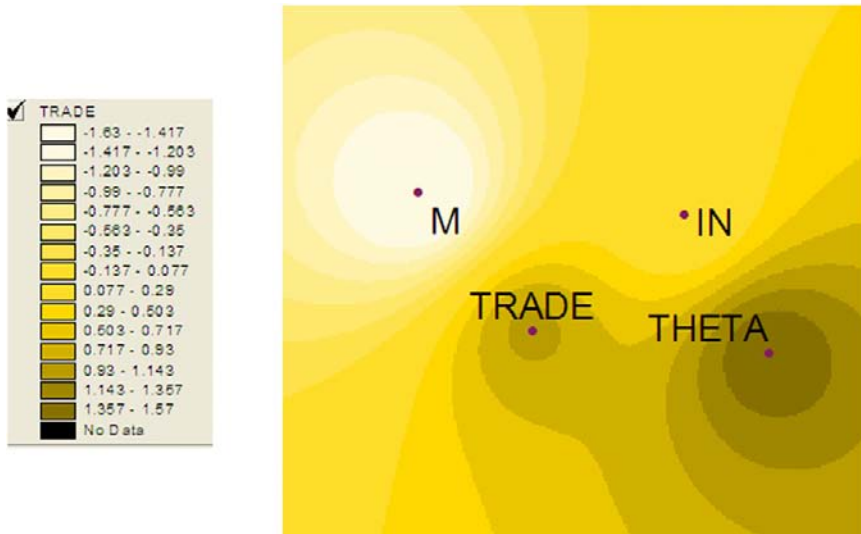 TRADE
-1.63 - -1.417
-1.417 - -1.203
-1.203 - -0.99
-0.99 - -0.777
-0.777 - -0.563
-0.563 - -0.35
-0.35 - -0.137
-0.137 - 0.077
0.077 - 0.29
0.29 - 0.503
0.503 - 0.717
0.717 - 0.93
0.93 - 1.143
1.143 - 1.357
1.357 - 1.57
No Data
M
IN
TRADE
THETA